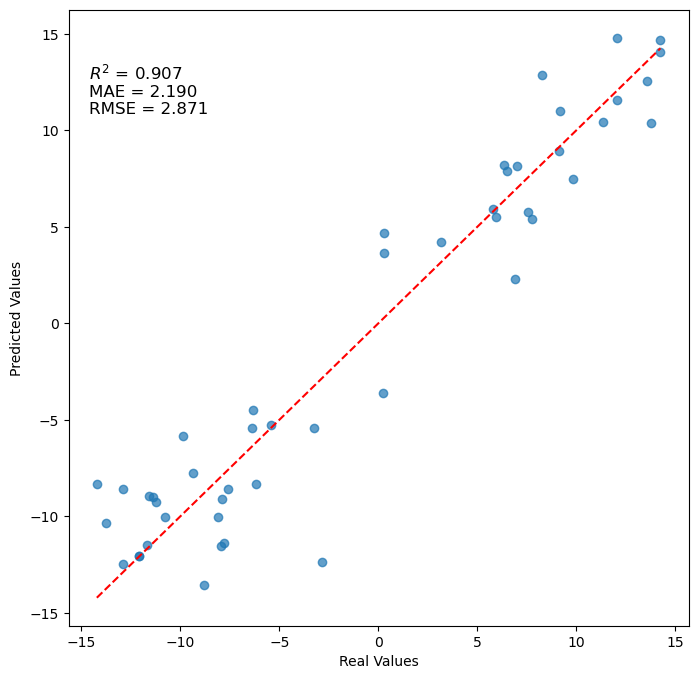 15
10
5
0
−5
−10
−15
R² = 0.907
MAE = 2.190
RMSE = 2.871
Predicted Values
−15 −10 −5 0 5 10 15
Real Values